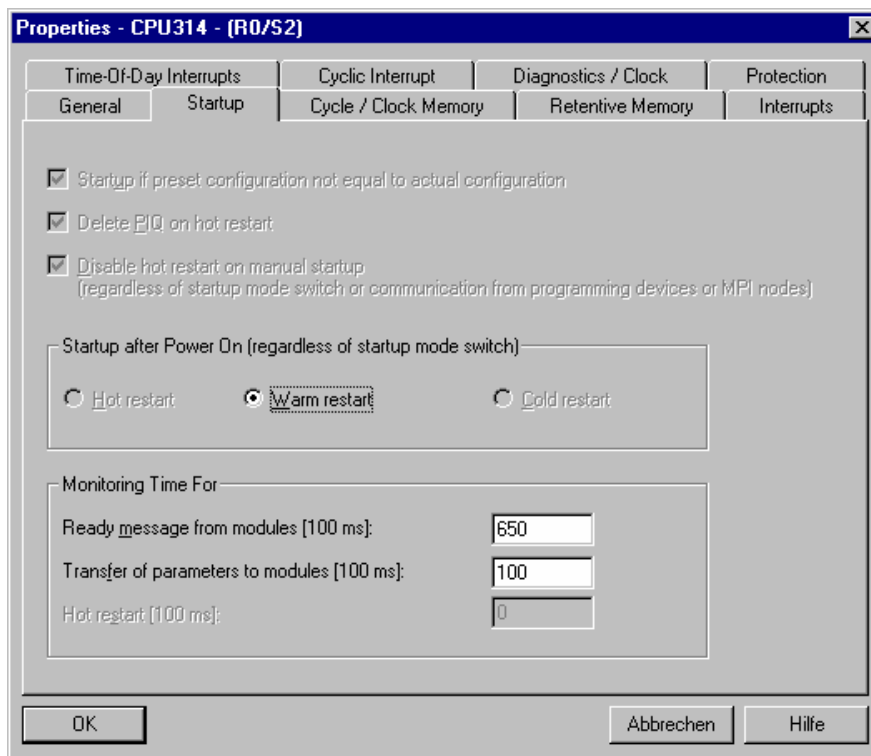 Properties - CPU314 - (R0/S2)
Time-Of-Day Interrupts Cyclic Interrupt Diagnostics / Clock Protection
General Startup Cycle / Clock Memory Retentive Memory Interrupts
Startup if preset configuration not equal to actual configuration
Delete PIQ on hot restart
Disable hot restart on manual startup
(regardless of startup mode switch or communication from programming devices or MPI nodes)
Startup after Power On (regardless of startup mode switch)
Hot restart Warm restart Cold restart
Monitoring Time For
Ready message from modules [100 ms]: 650
Transfer of parameters to modules [100 ms]: 100
Hot restart [100 ms]: 0
OK Abbrechen Hilfe